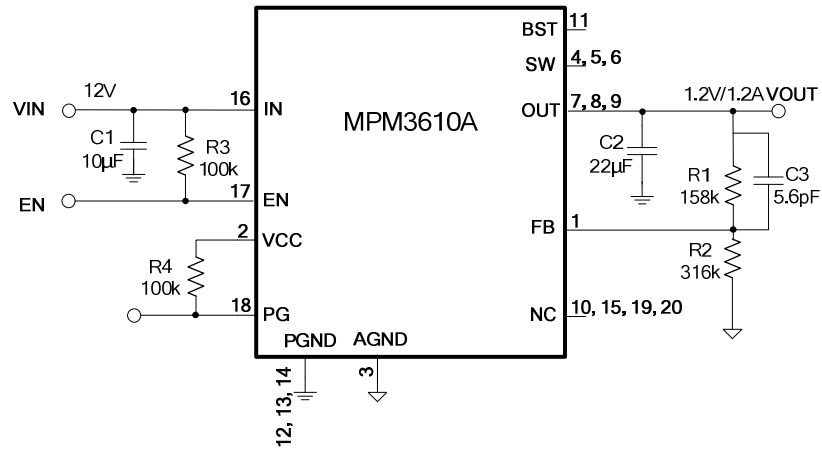 BST
11
SW
4, 5, 6
12V
VIN
16
IN
MPM3610A
OUT
7, 8, 9
1.2V/1.2A VOUT
C1
10µF
R3
100k
C2
22µF
R1
158k
C3
5.6pF
EN
17
EN
2
VCC
FB
1
R4
100k
R2
316k
18
PG
NC
10, 15, 19, 20
PGND
AGND
12, 13, 14
3